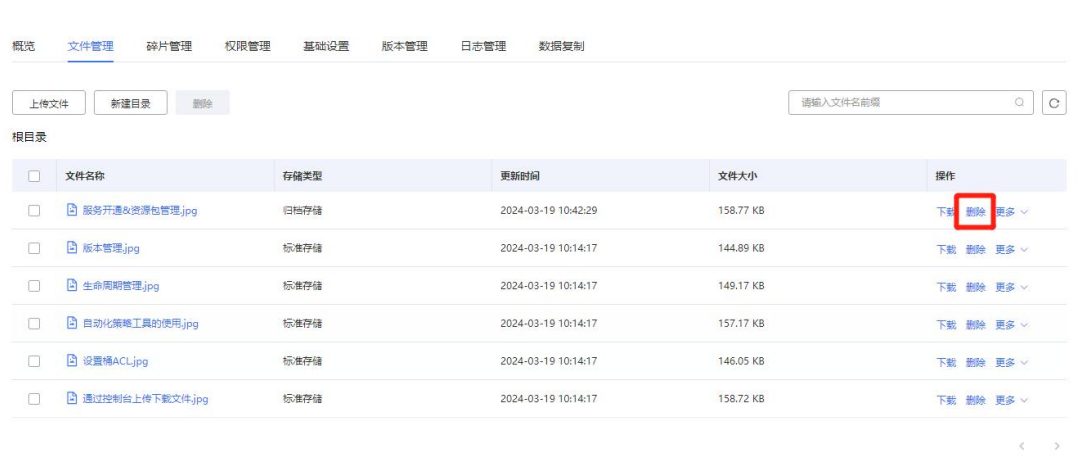 概览 文件管理 碎片管理 权限管理 基础设置 版本管理 日志管理 数据复制
上传文件 新建目录 删除 请输入文件名前缀
根目录
文件名称 存储类型 更新时间 文件大小 操作
服务开通&资源包管理.jpg 归档存储 2024-03-19 10:42:29 158.77 KB 下载 删除 更多
版本管理.jpg 标准存储 2024-03-19 10:14:17 144.89 KB 下载 删除 更多
生命周期管理.jpg 标准存储 2024-03-19 10:14:17 149.17 KB 下载 删除 更多
自动化策略工具的使用.jpg 标准存储 2024-03-19 10:14:17 157.17 KB 下载 删除 更多
设置桶ACL.jpg 标准存储 2024-03-19 10:14:17 146.05 KB 下载 删除 更多
通过控制台上传下载文件.jpg 标准存储 2024-03-19 10:14:17 158.72 KB 下载 删除 更多